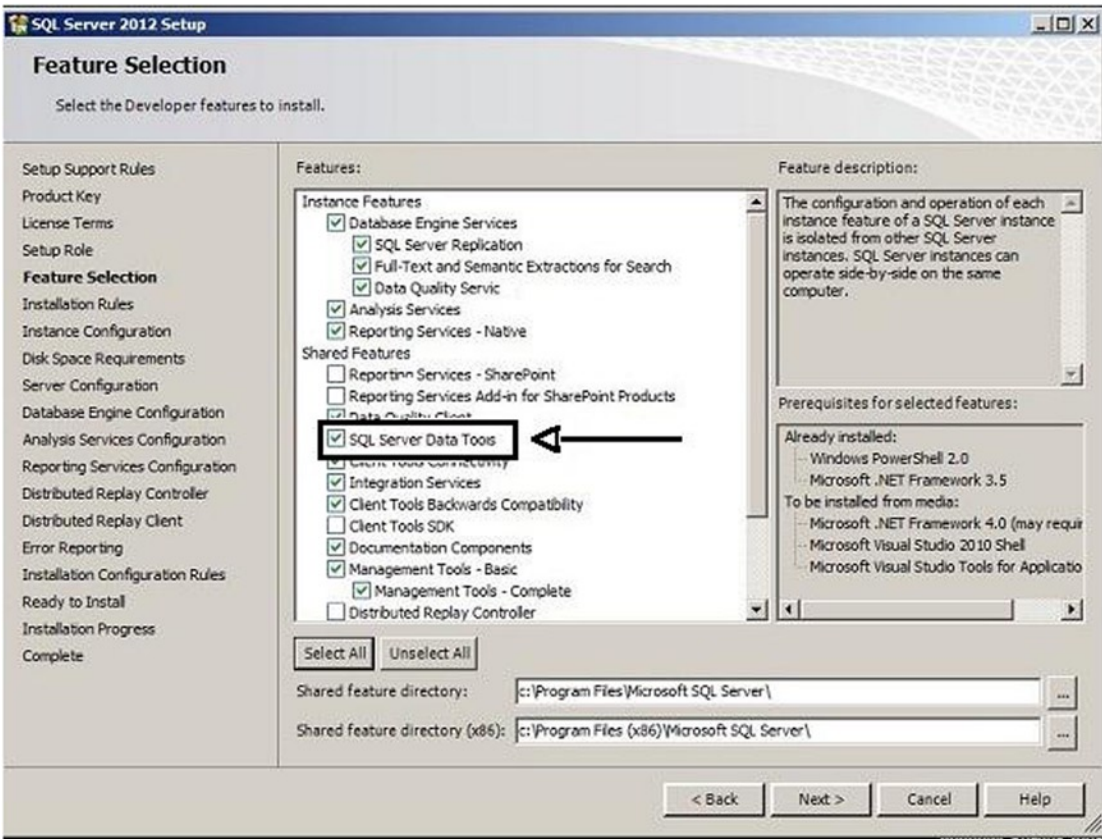 SQL Server 2012 Setup
Feature Selection
Select the Developer features to install.
Setup Support Rules
Product Key
License Terms
Setup Role
Feature Selection
Installation Rules
Instance Configuration
Disk Space Requirements
Server Configuration
Database Engine Configuration
Analysis Services Configuration
Reporting Services Configuration
Distributed Replay Controller
Distributed Replay Client
Error Reporting
Installation Configuration Rules
Ready to Install
Installation Progress
Complete
Features:
Instance Features
Database Engine Services
SQL Server Replication
Full-Text and Semantic Extractions for Search
Data Quality Servic
Analysis Services
Reporting Services - Native
Shared Features
Reporting Services - SharePoint
Reporting Services Add-in for SharePoint Products
Data Quality Client
SQL Server Data Tools
Client Tools Connectivity
Integration Services
Client Tools Backwards Compatibility
Client Tools SDK
Documentation Components
Management Tools - Basic
Management Tools - Complete
Distributed Replay Controller
Feature description:
The configuration and operation of each
instance feature of a SQL Server instance
is isolated from other SQL Server
instances. SQL Server instances can
operate side-by-side on the same
computer.
Prerequisites for selected features:
Already installed:
Windows PowerShell 2.0
Microsoft .NET Framework 3.5
To be installed from media:
Microsoft .NET Framework 4.0 (may requir
Microsoft Visual Studio 2010 Shell
Microsoft Visual Studio Tools for Applicatio
Select All
Unselect All
Shared feature directory:
c:\Program Files\Microsoft SQL Server\
...
Shared feature directory (x86):
c:\Program Files (x86)\Microsoft SQL Server\
...
< Back
Next >
Cancel
Help